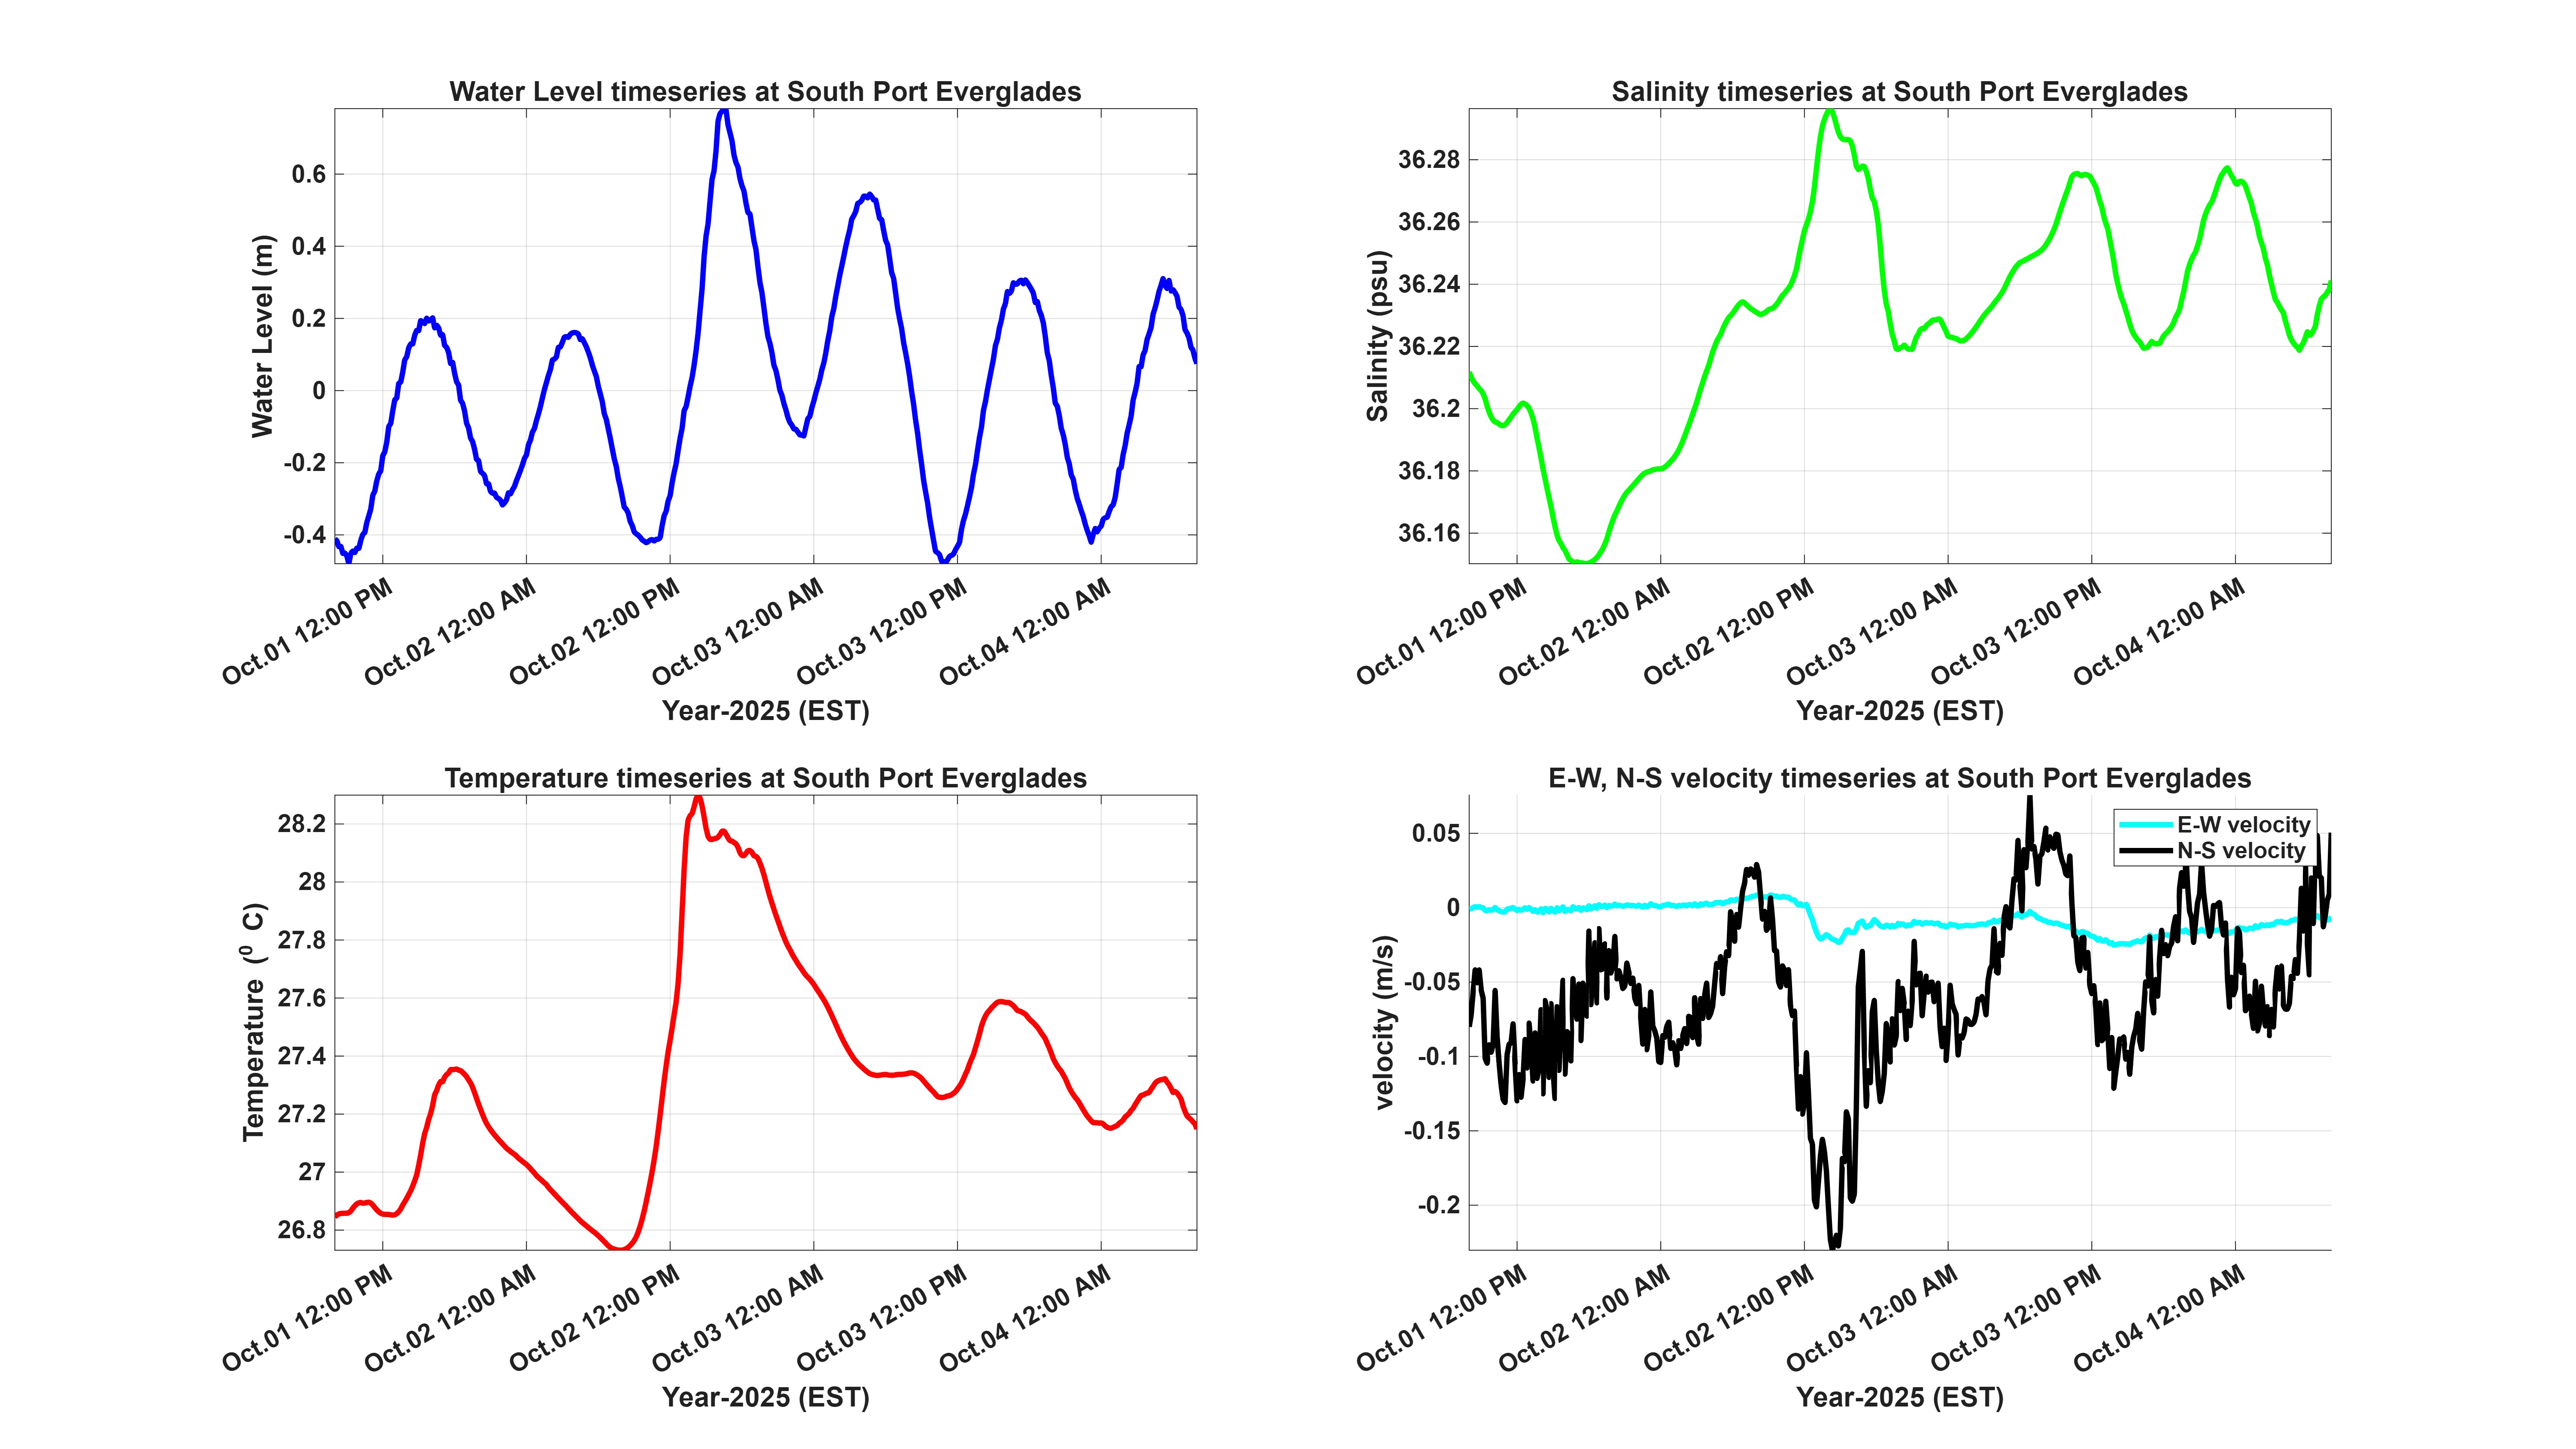 Water Level timeseries at South Port Everglades
Water Level (m)
0.6
0.4
0.2
0
-0.2
-0.4
Oct.01 12:00 PM
Oct.02 12:00 AM
Oct.02 12:00 PM
Oct.03 12:00 AM
Oct.03 12:00 PM
Oct.04 12:00 AM
Year-2025 (EST)
Salinity timeseries at South Port Everglades
Salinity (psu)
36.28
36.26
36.24
36.22
36.2
36.18
36.16
Oct.01 12:00 PM
Oct.02 12:00 AM
Oct.02 12:00 PM
Oct.03 12:00 AM
Oct.03 12:00 PM
Oct.04 12:00 AM
Year-2025 (EST)
Temperature timeseries at South Port Everglades
Temperature (⁰ C)
28.2
28
27.8
27.6
27.4
27.2
27
26.8
Oct.01 12:00 PM
Oct.02 12:00 AM
Oct.02 12:00 PM
Oct.03 12:00 AM
Oct.03 12:00 PM
Oct.04 12:00 AM
Year-2025 (EST)
E-W, N-S velocity timeseries at South Port Everglades
velocity (m/s)
0.05
0
-0.05
-0.1
-0.15
-0.2
E-W velocity
N-S velocity
Oct.01 12:00 PM
Oct.02 12:00 AM
Oct.02 12:00 PM
Oct.03 12:00 AM
Oct.03 12:00 PM
Oct.04 12:00 AM
Year-2025 (EST)